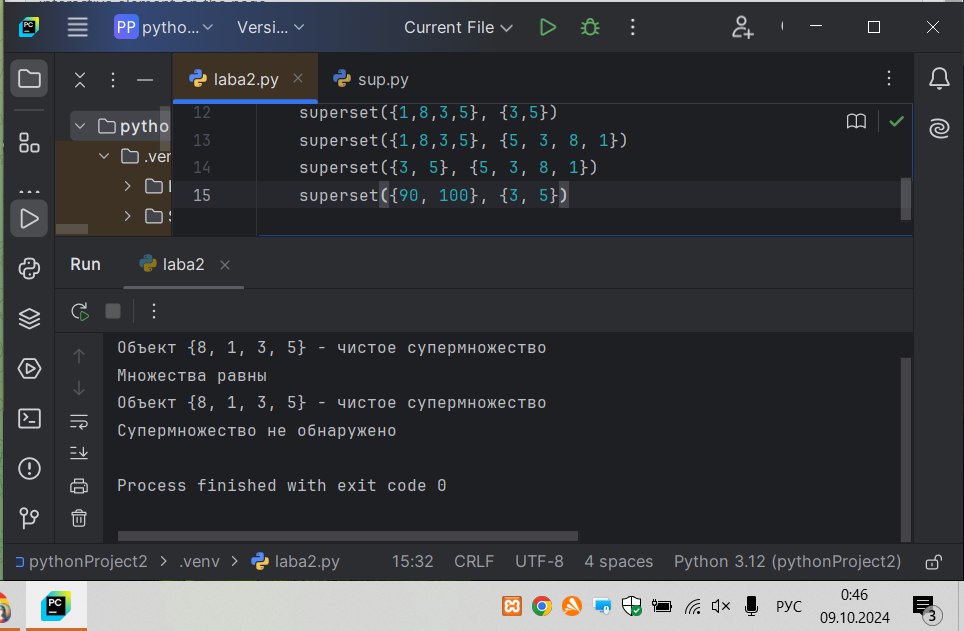 PP pytho... Versi... Current File
laba2.py sup.py
12 superset({1,8,3,5}, {3,5})
13 superset({1,8,3,5}, {5, 3, 8, 1})
14 superset({3, 5}, {5, 3, 8, 1})
15 superset({90, 100}, {3, 5})
pytho
.ver
Run laba2
Объект {8, 1, 3, 5} - чистое супермножество
Множества равны
Объект {8, 1, 3, 5} - чистое супермножество
Супермножество не обнаружено
Process finished with exit code 0
pythonProject2 > .venv > laba2.py 15:32 CRLF UTF-8 4 spaces Python 3.12 (pythonProject2)
PC РУС 0:46
09.10.2024 3